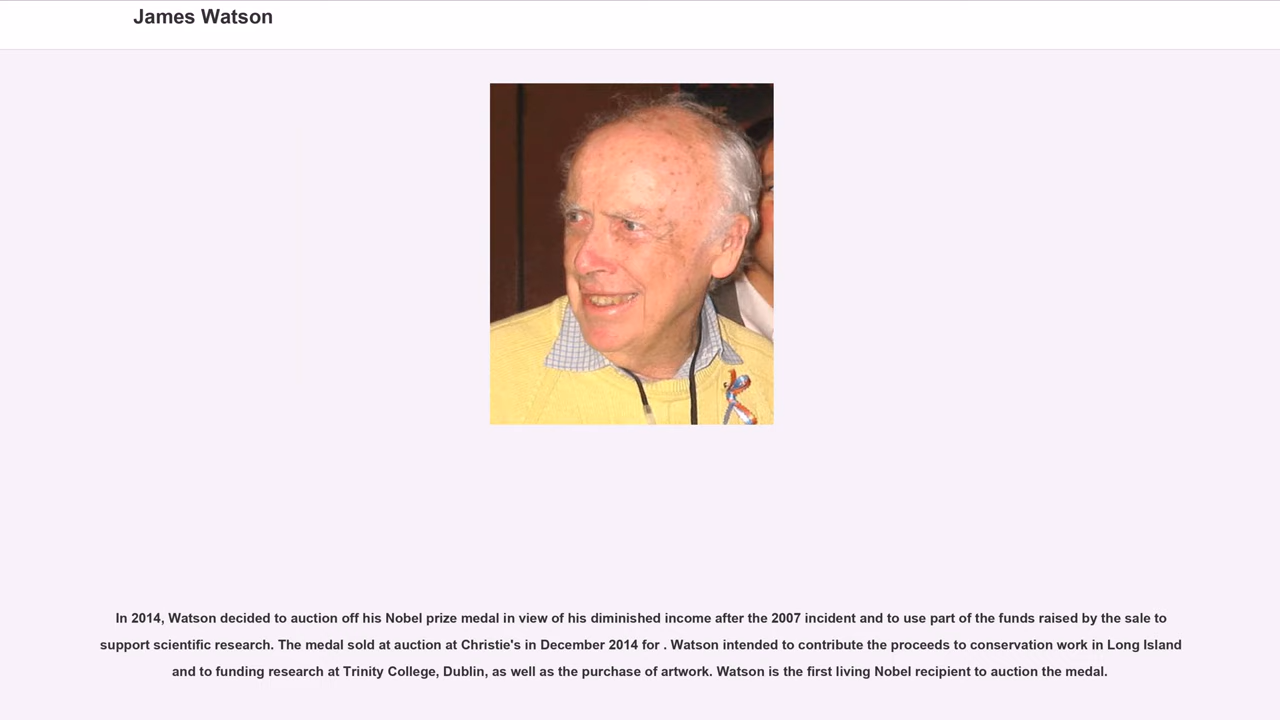 James Watson
In 2014, Watson decided to auction off his Nobel prize medal in view of his diminished income after the 2007 incident and to use part of the funds raised by the sale to
support scientific research. The medal sold at auction at Christie's in December 2014 for . Watson intended to contribute the proceeds to conservation work in Long Island
and to funding research at Trinity College, Dublin, as well as the purchase of artwork. Watson is the first living Nobel recipient to auction the medal.